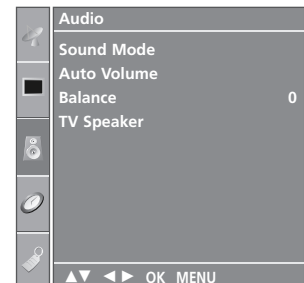 Audio
Sound Mode
Auto Volume
Balance 0
TV Speaker
▲▼ ◄► OK MENU